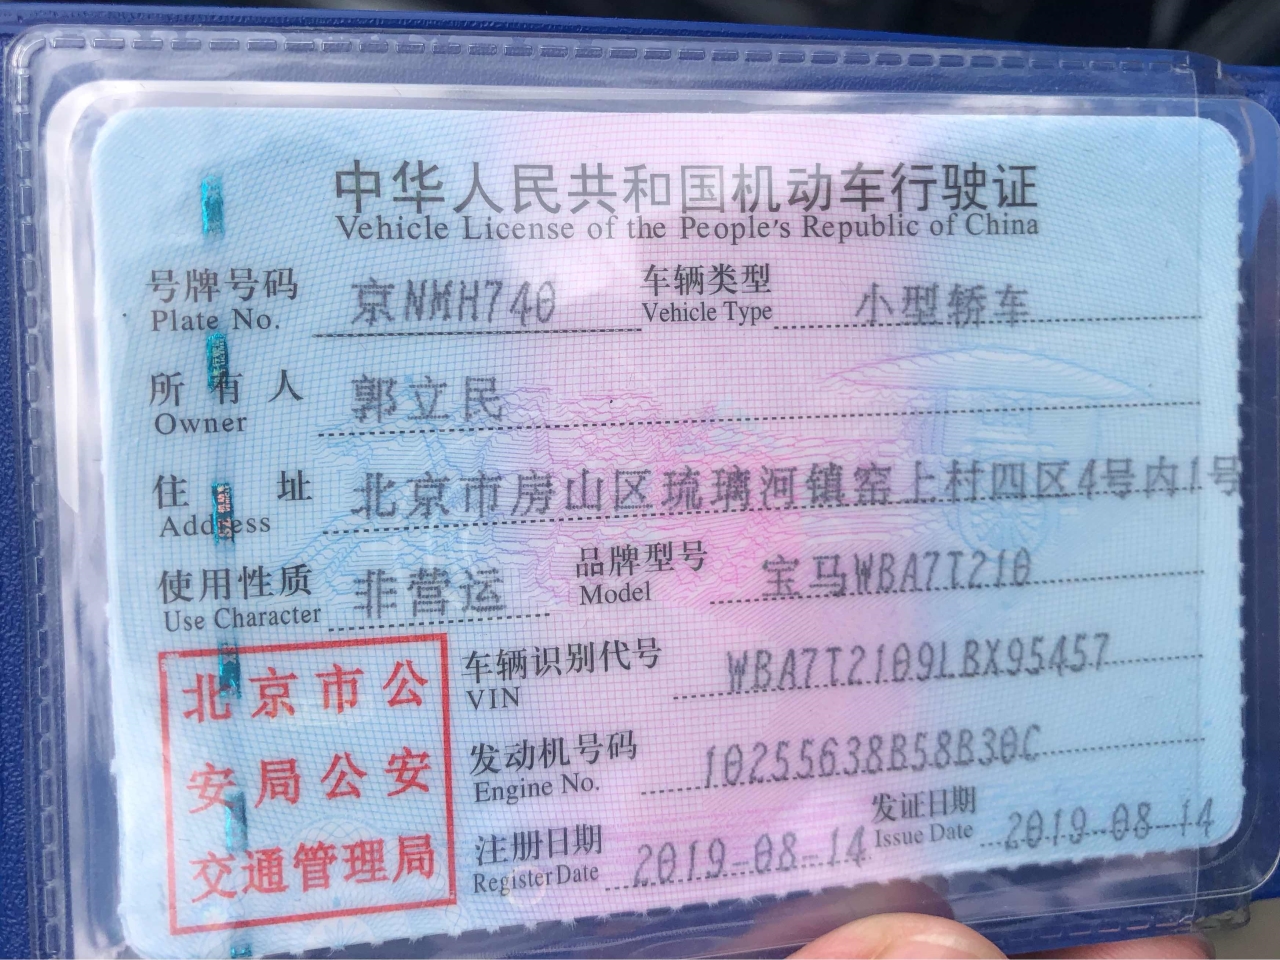 中华人民共和国机动车行驶证
Vehicle License of the People's Republic of China
号牌号码 京NMH740 车辆类型 小型轿车
Plate No. Vehicle Type
所有人 郭立民
Owner
住址 北京市房山区琉璃河镇窑上村四区4号内1号
Address
使用性质 非营运 品牌型号 宝马WBA7T210
Use Character Model
车辆识别代号 WBA7T2109LBX95457
VIN
发动机号码 10255638B58B30C
Engine No.
注册日期 2019-08-14 发证日期 2019-08-14
Register Date Issue Date
北京市公
安局公安
交通管理局